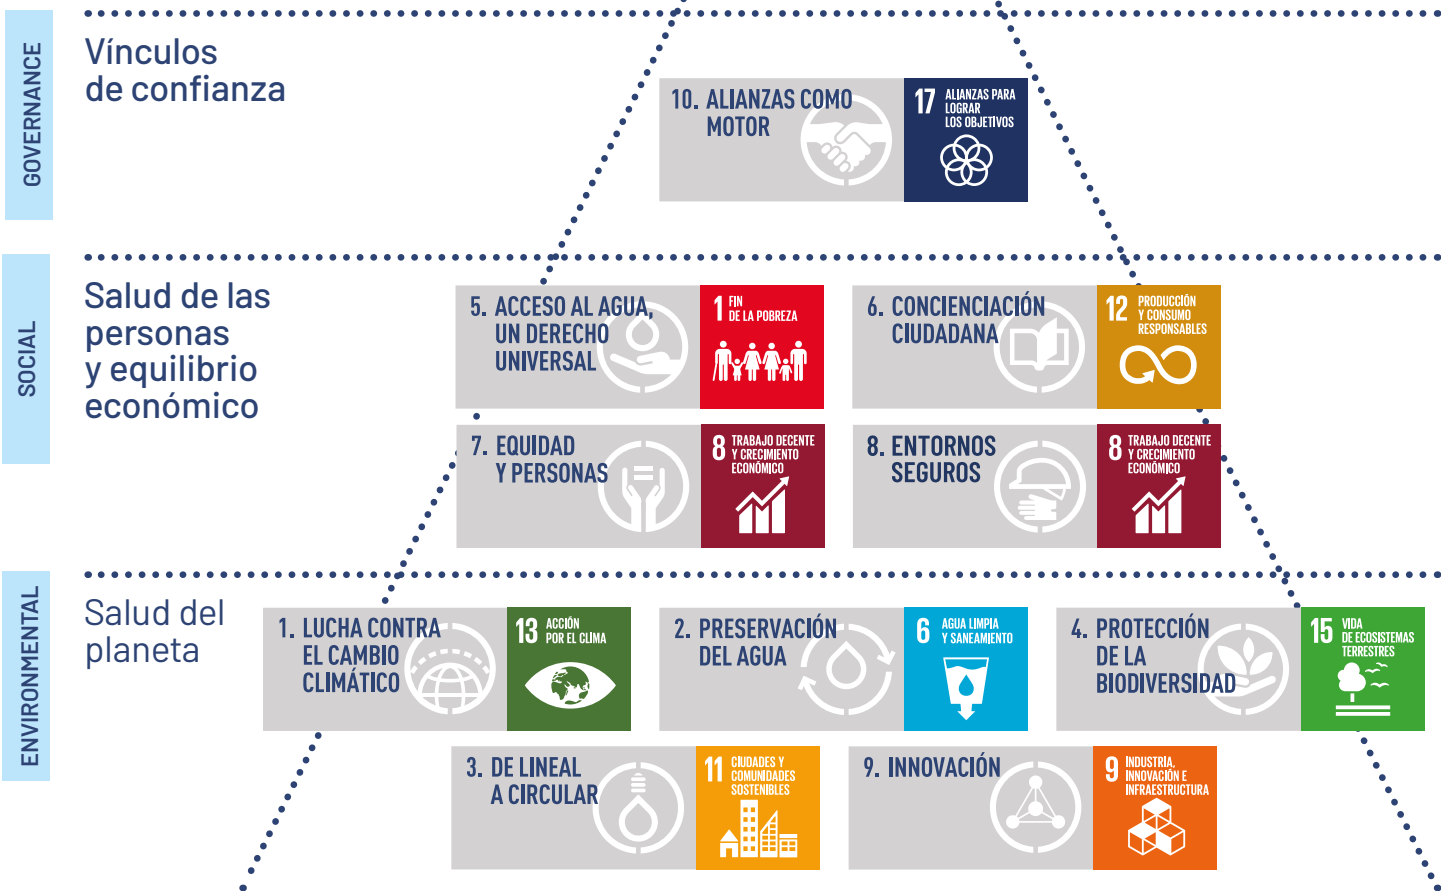 GOVERNANCE
Vínculos
de confianza
10. ALIANZAS COMO
MOTOR
17 ALIANZAS PARA
LOGRAR
LOS OBJETIVOS
SOCIAL
Salud de las
personas
y equilibrio
económico
5. ACCESO AL AGUA,
UN DERECHO
UNIVERSAL
1 FIN
DE LA POBREZA
6. CONCIENCIACIÓN
CIUDADANA
12 PRODUCCIÓN
Y CONSUMO
RESPONSABLES
7. EQUIDAD
Y PERSONAS
8 TRABAJO DECENTE
Y CRECIMIENTO
ECONÓMICO
8. ENTORNOS
SEGUROS
8 TRABAJO DECENTE
Y CRECIMIENTO
ECONÓMICO
ENVIRONMENTAL
Salud del
planeta
1. LUCHA CONTRA
EL CAMBIO
CLIMÁTICO
13 ACCIÓN
POR EL CLIMA
2. PRESERVACIÓN
DEL AGUA
6 AGUA LIMPIA
Y SANEAMIENTO
4. PROTECCIÓN
DE LA
BIODIVERSIDAD
15 VIDA
DE ECOSISTEMAS
TERRESTRES
3. DE LINEAL
A CIRCULAR
11 CIUDADES Y
COMUNIDADES
SOSTENIBLES
9. INNOVACIÓN
9 INDUSTRIA,
INNOVACIÓN E
INFRAESTRUCTURA